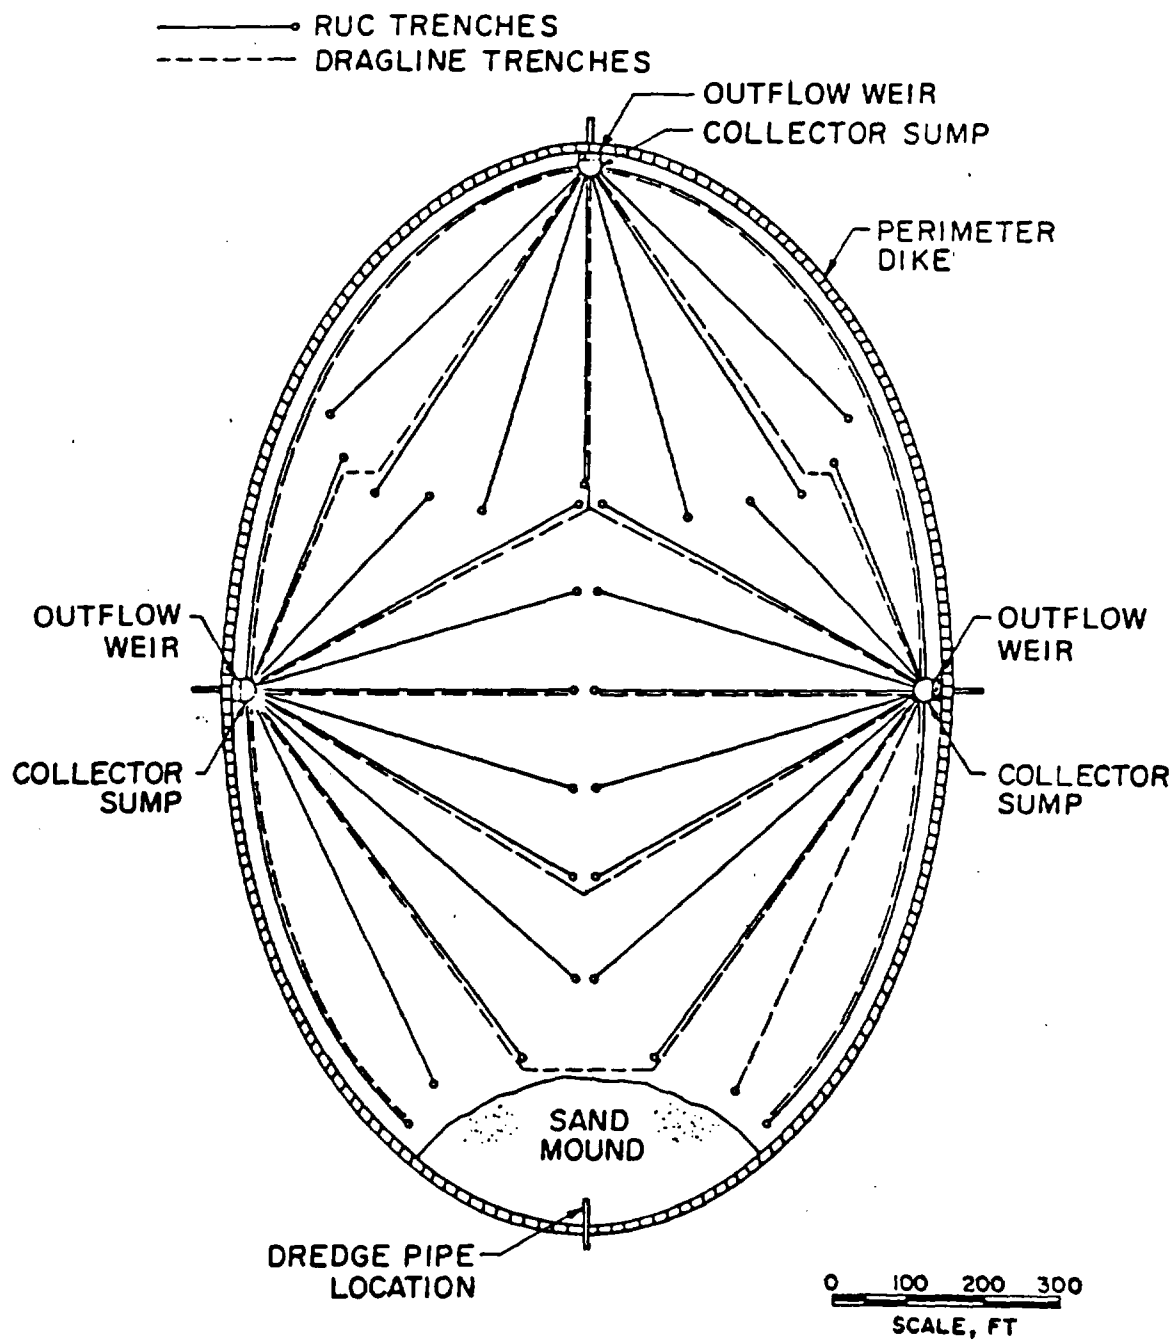 RUC TRENCHES
DRAGLINE TRENCHES
OUTFLOW WEIR
COLLECTOR SUMP
PERIMETER
DIKE
OUTFLOW
WEIR
OUTFLOW
WEIR
COLLECTOR
SUMP
COLLECTOR
SUMP
SAND
MOUND
DREDGE PIPE
LOCATION
0 100 200 300
SCALE, FT